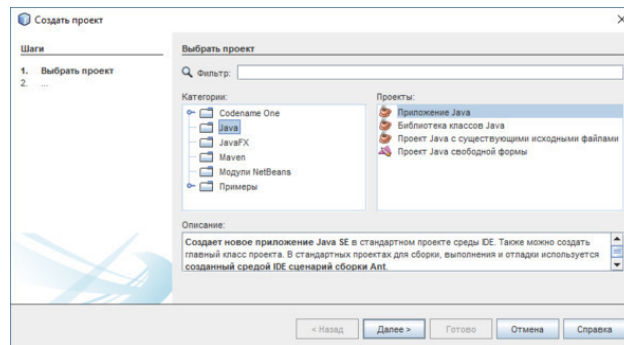 Создать проект
Шаги
1. Выбрать проект
2. ...
Выбрать проект
Фильтр:
Категории:
Codename One
Java
JavaFX
Maven
Модули NetBeans
Примеры
Проекты:
Приложение Java
Библиотека классов Java
Проект Java с существующими исходными файлами
Проект Java свободной формы
Описание:
Создает новое приложение Java SE в стандартном проекте среды IDE. Также можно создать
главный класс проекта. В стандартных проектах для сборки, выполнения и отладки используется
созданный средой IDE сценарий сборки Ant.
< Назад
Далее >
Готово
Отмена
Справка